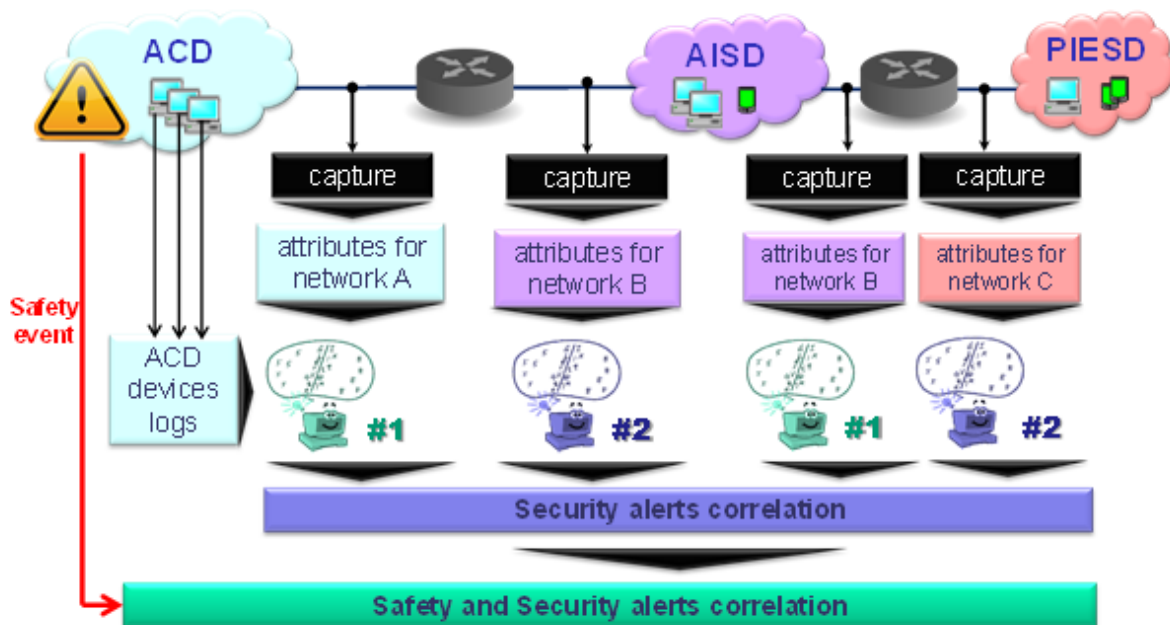 ACD
AISD
PIESD
capture
capture
capture
capture
attributes for
network A
attributes for
network B
attributes for
network B
attributes for
network C
Safety
event
ACD
devices
logs
#1
#2
#1
#2
Security alerts correlation
Safety and Security alerts correlation